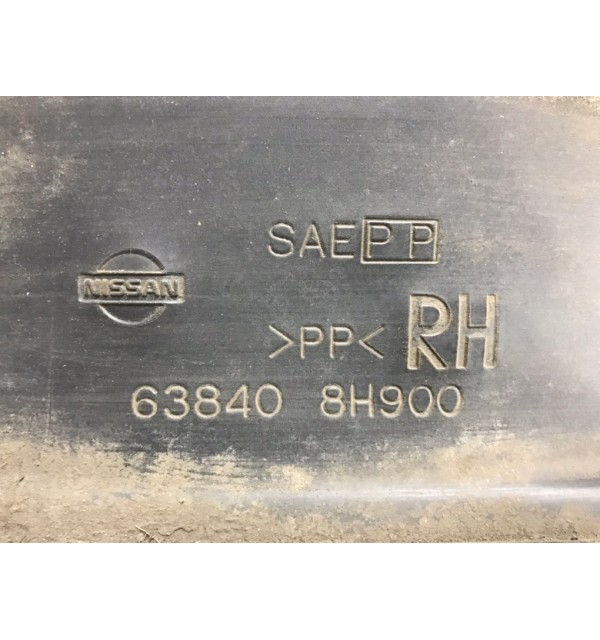 SAE PP
NISSAN
>PP< RH
63840 8H900